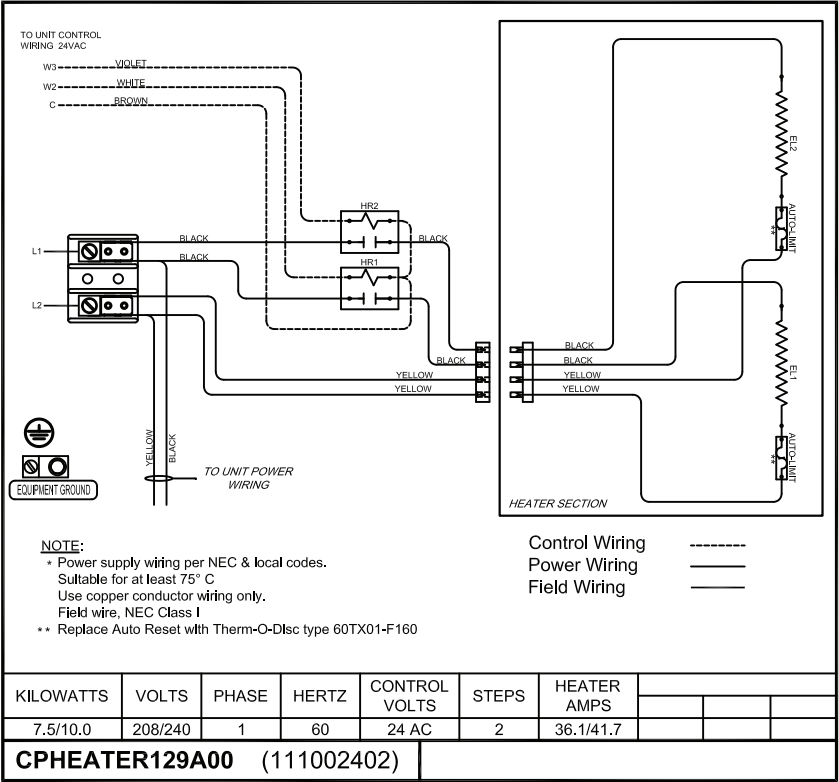 TO UNIT CONTROL
WIRING 24VAC
W3
VIOLET
W2
WHITE
C
BROWN
HR2
L1
BLACK
BLACK
BLACK
HR1
L2
BLACK
YELLOW
YELLOW
YELLOW
BLACK
TO UNIT POWER
WIRING
EQUIPMENT GROUND
EL2
AUTO-LIMIT
**
BLACK
BLACK
YELLOW
YELLOW
EL1
AUTO-LIMIT
**
HEATER SECTION
NOTE:
* Power supply wiring per NEC & local codes.
Suitable for at least 75° C
Use copper conductor wiring only.
Field wire, NEC Class I
** Replace Auto Reset with Therm-O-Disc type 60TX01-F160
Control Wiring
Power Wiring
Field Wiring
KILOWATTS VOLTS PHASE HERTZ CONTROL VOLTS STEPS HEATER AMPS
7.5/10.0 208/240 1 60 24 AC 2 36.1/41.7
CPHEATER129A00 (111002402)